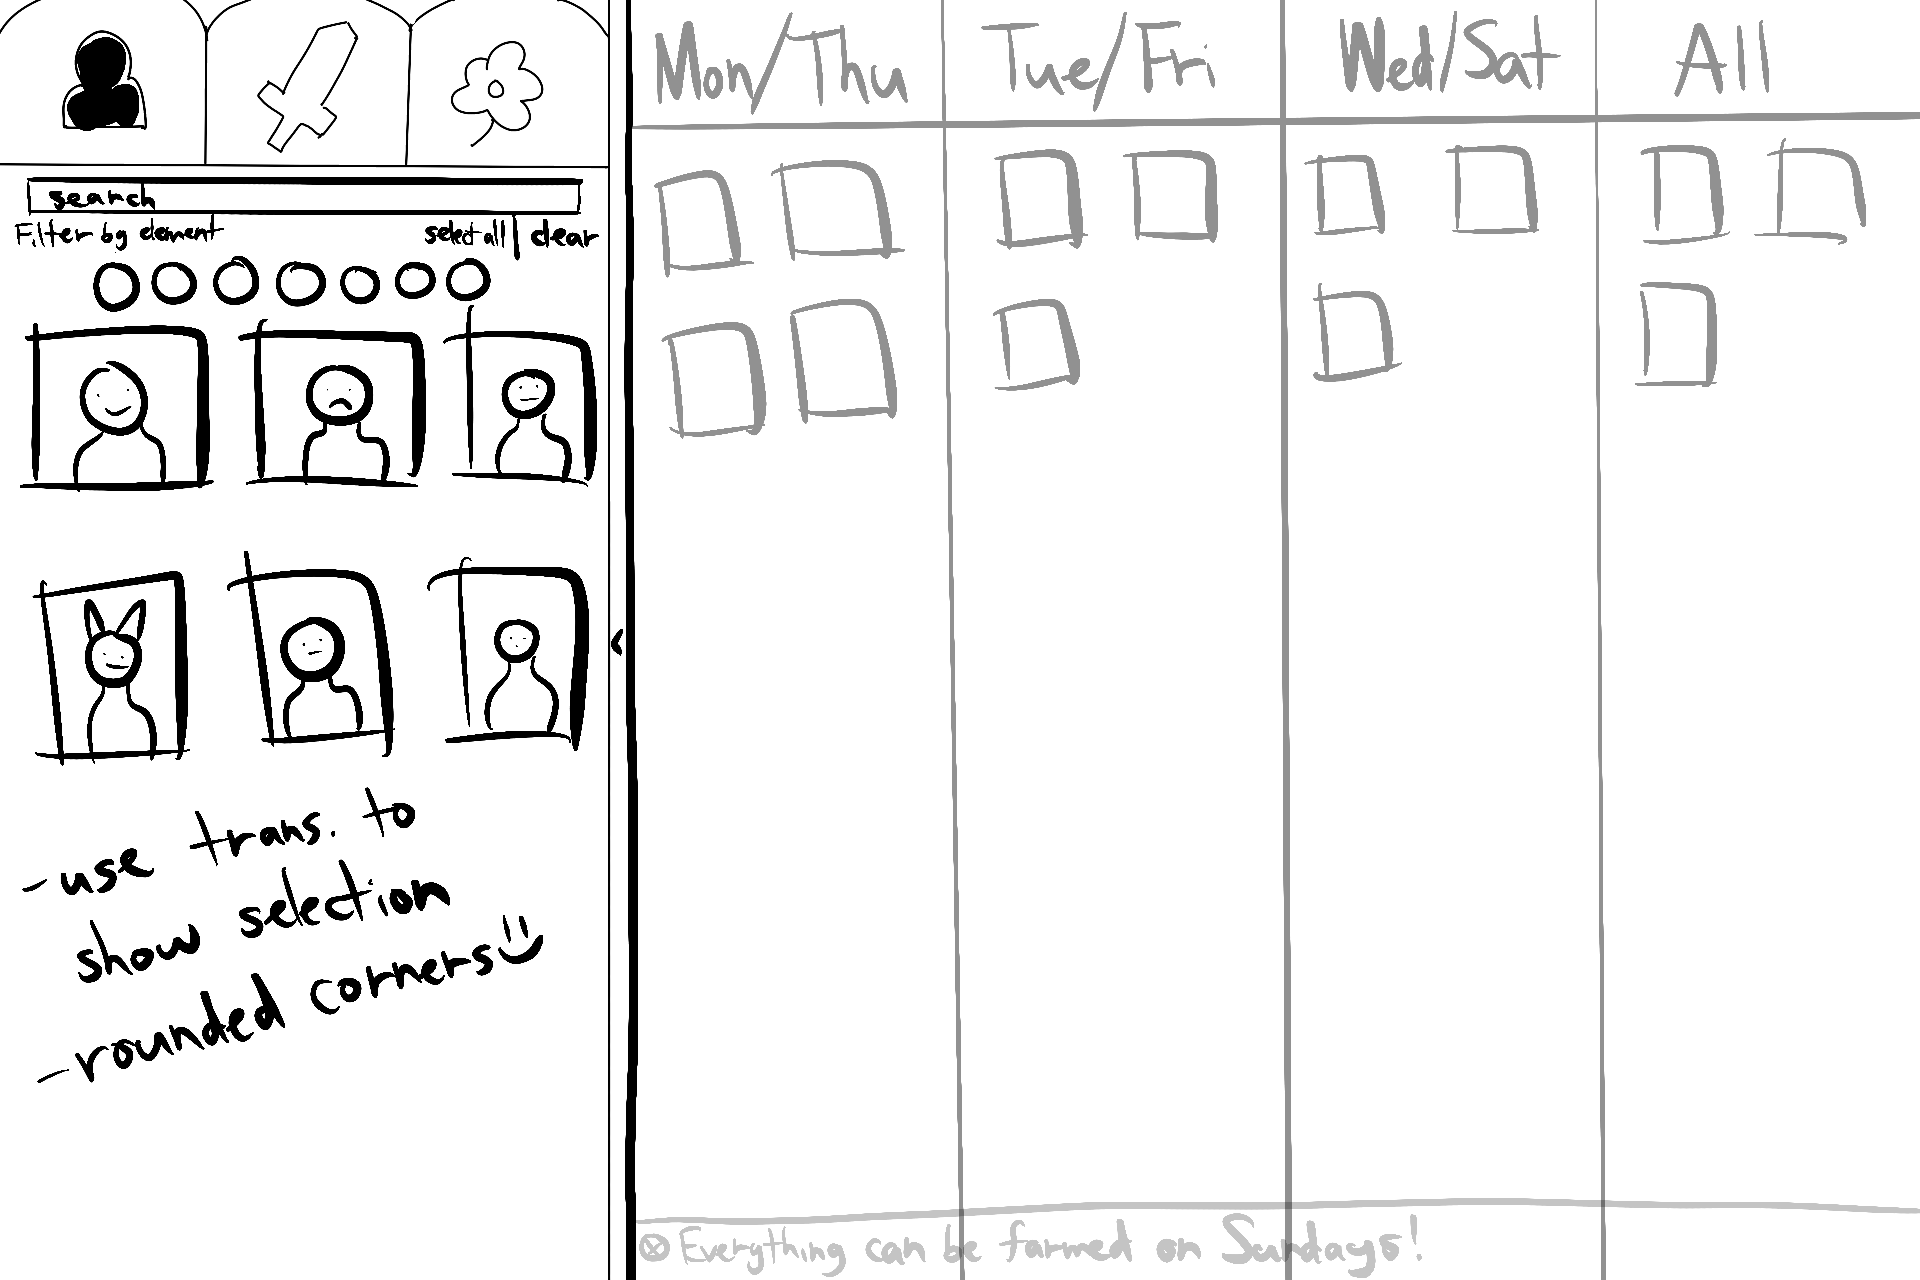 search
Filter by element
select all | clear
-use trans. to
show selection
-rounded corners
Mon/Thu
Tue/Fri
Wed/Sat
All
Everything can be farmed on Sundays!